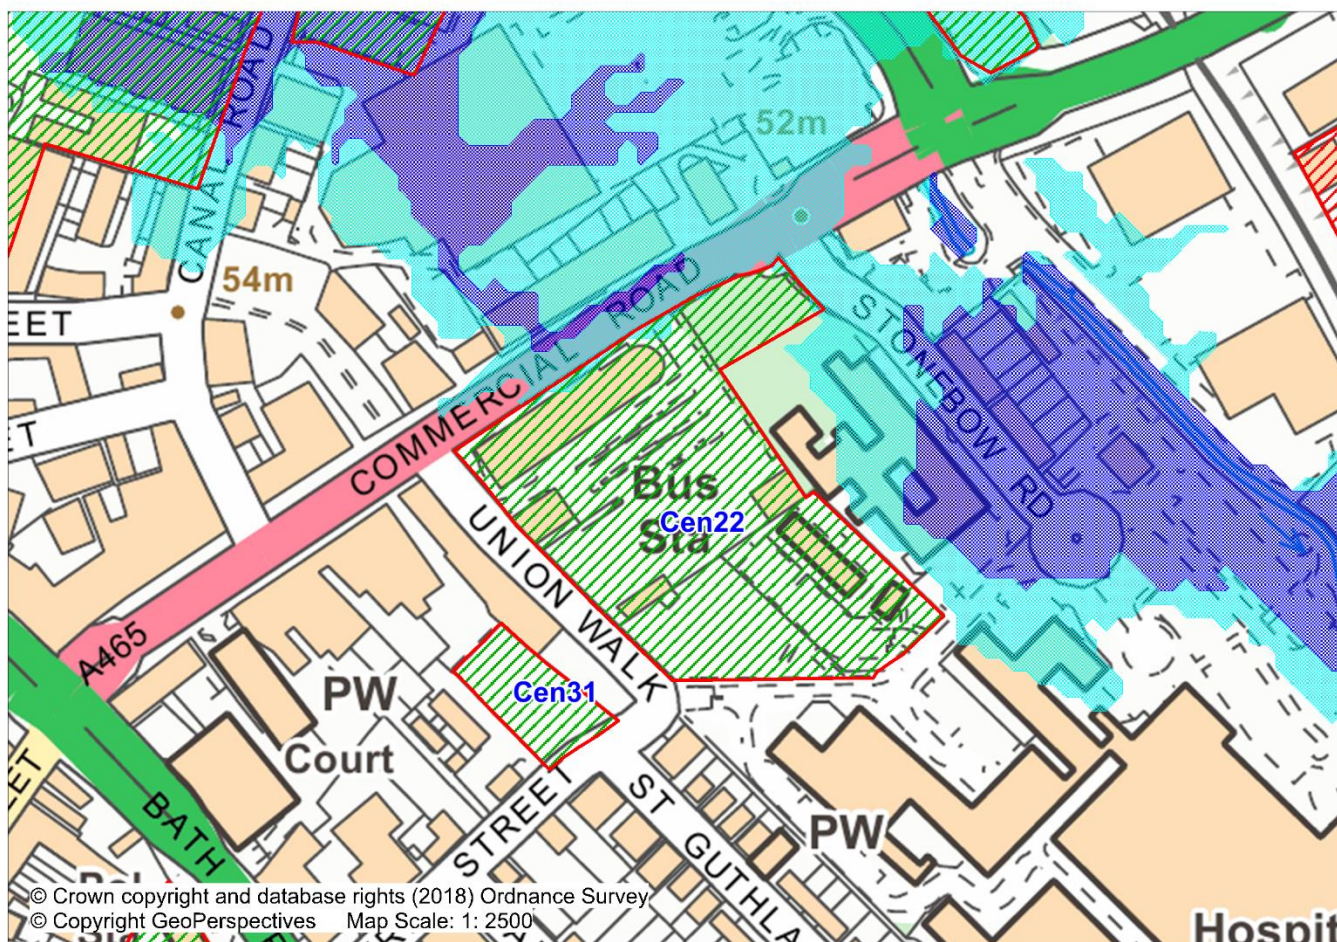 ROAD
ROAD
52m
CANAL
54m
EET
ET
COMMERCIAL ROAD
STONEBOW RD
Bus
Sta
Cen22
UNION WALK
A465
Cen31
PW
Court
BATH
STREET
ST GUTHLA
PW
EET
Hospit
© Crown copyright and database rights (2018) Ordnance Survey
© Copyright GeoPerspectives Map Scale: 1: 2500